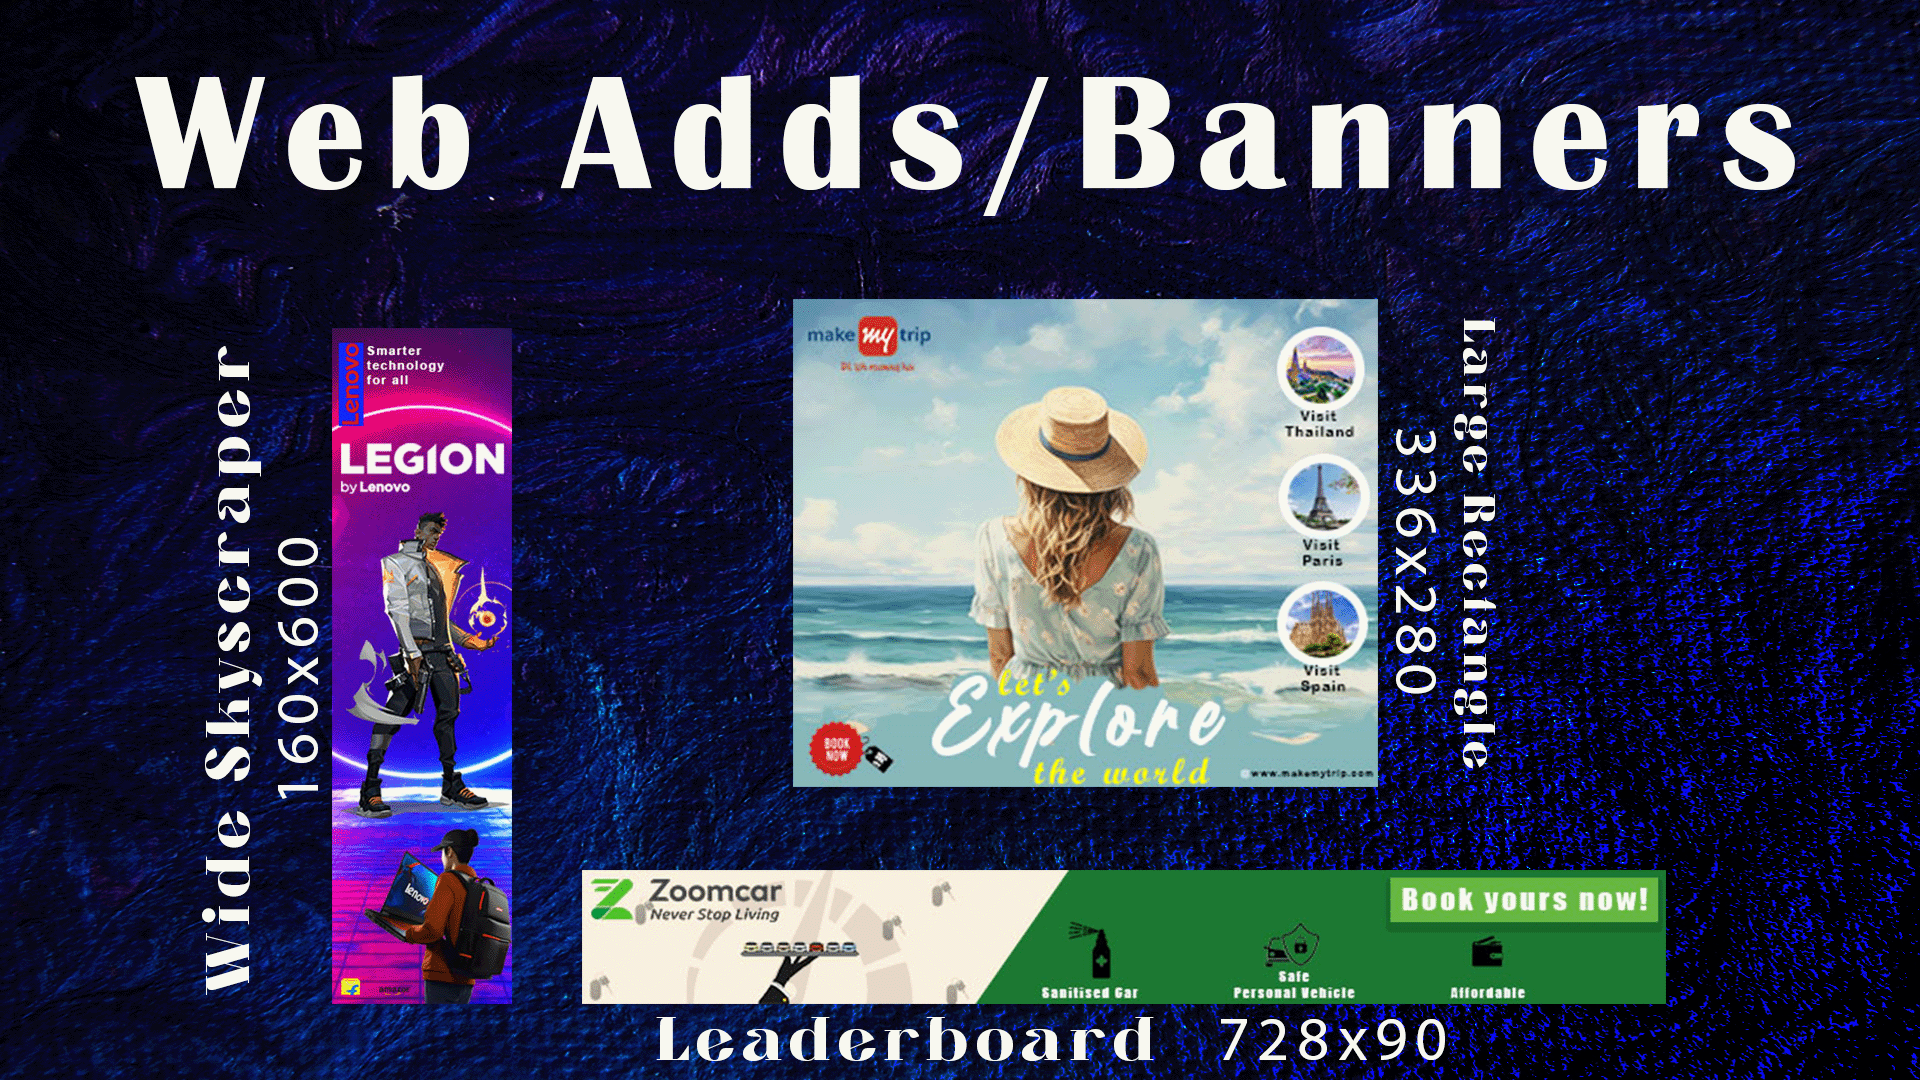 Web Adds/Banners
Wide Skyscraper
160x600
Lenovo
Smarter
technology
for all
LEGION
by Lenovo
lenovo
amazon
make my trip
Visit
Thailand
Visit
Paris
Visit
Spain
let's
Explore
the world
BOOK
NOW
www.makemytrip.com
Large Rectangle
336x280
Zoomcar
Never Stop Living
Book yours now!
Sanitised Car
Safe
Personal Vehicle
Affordable
Leaderboard 728x90